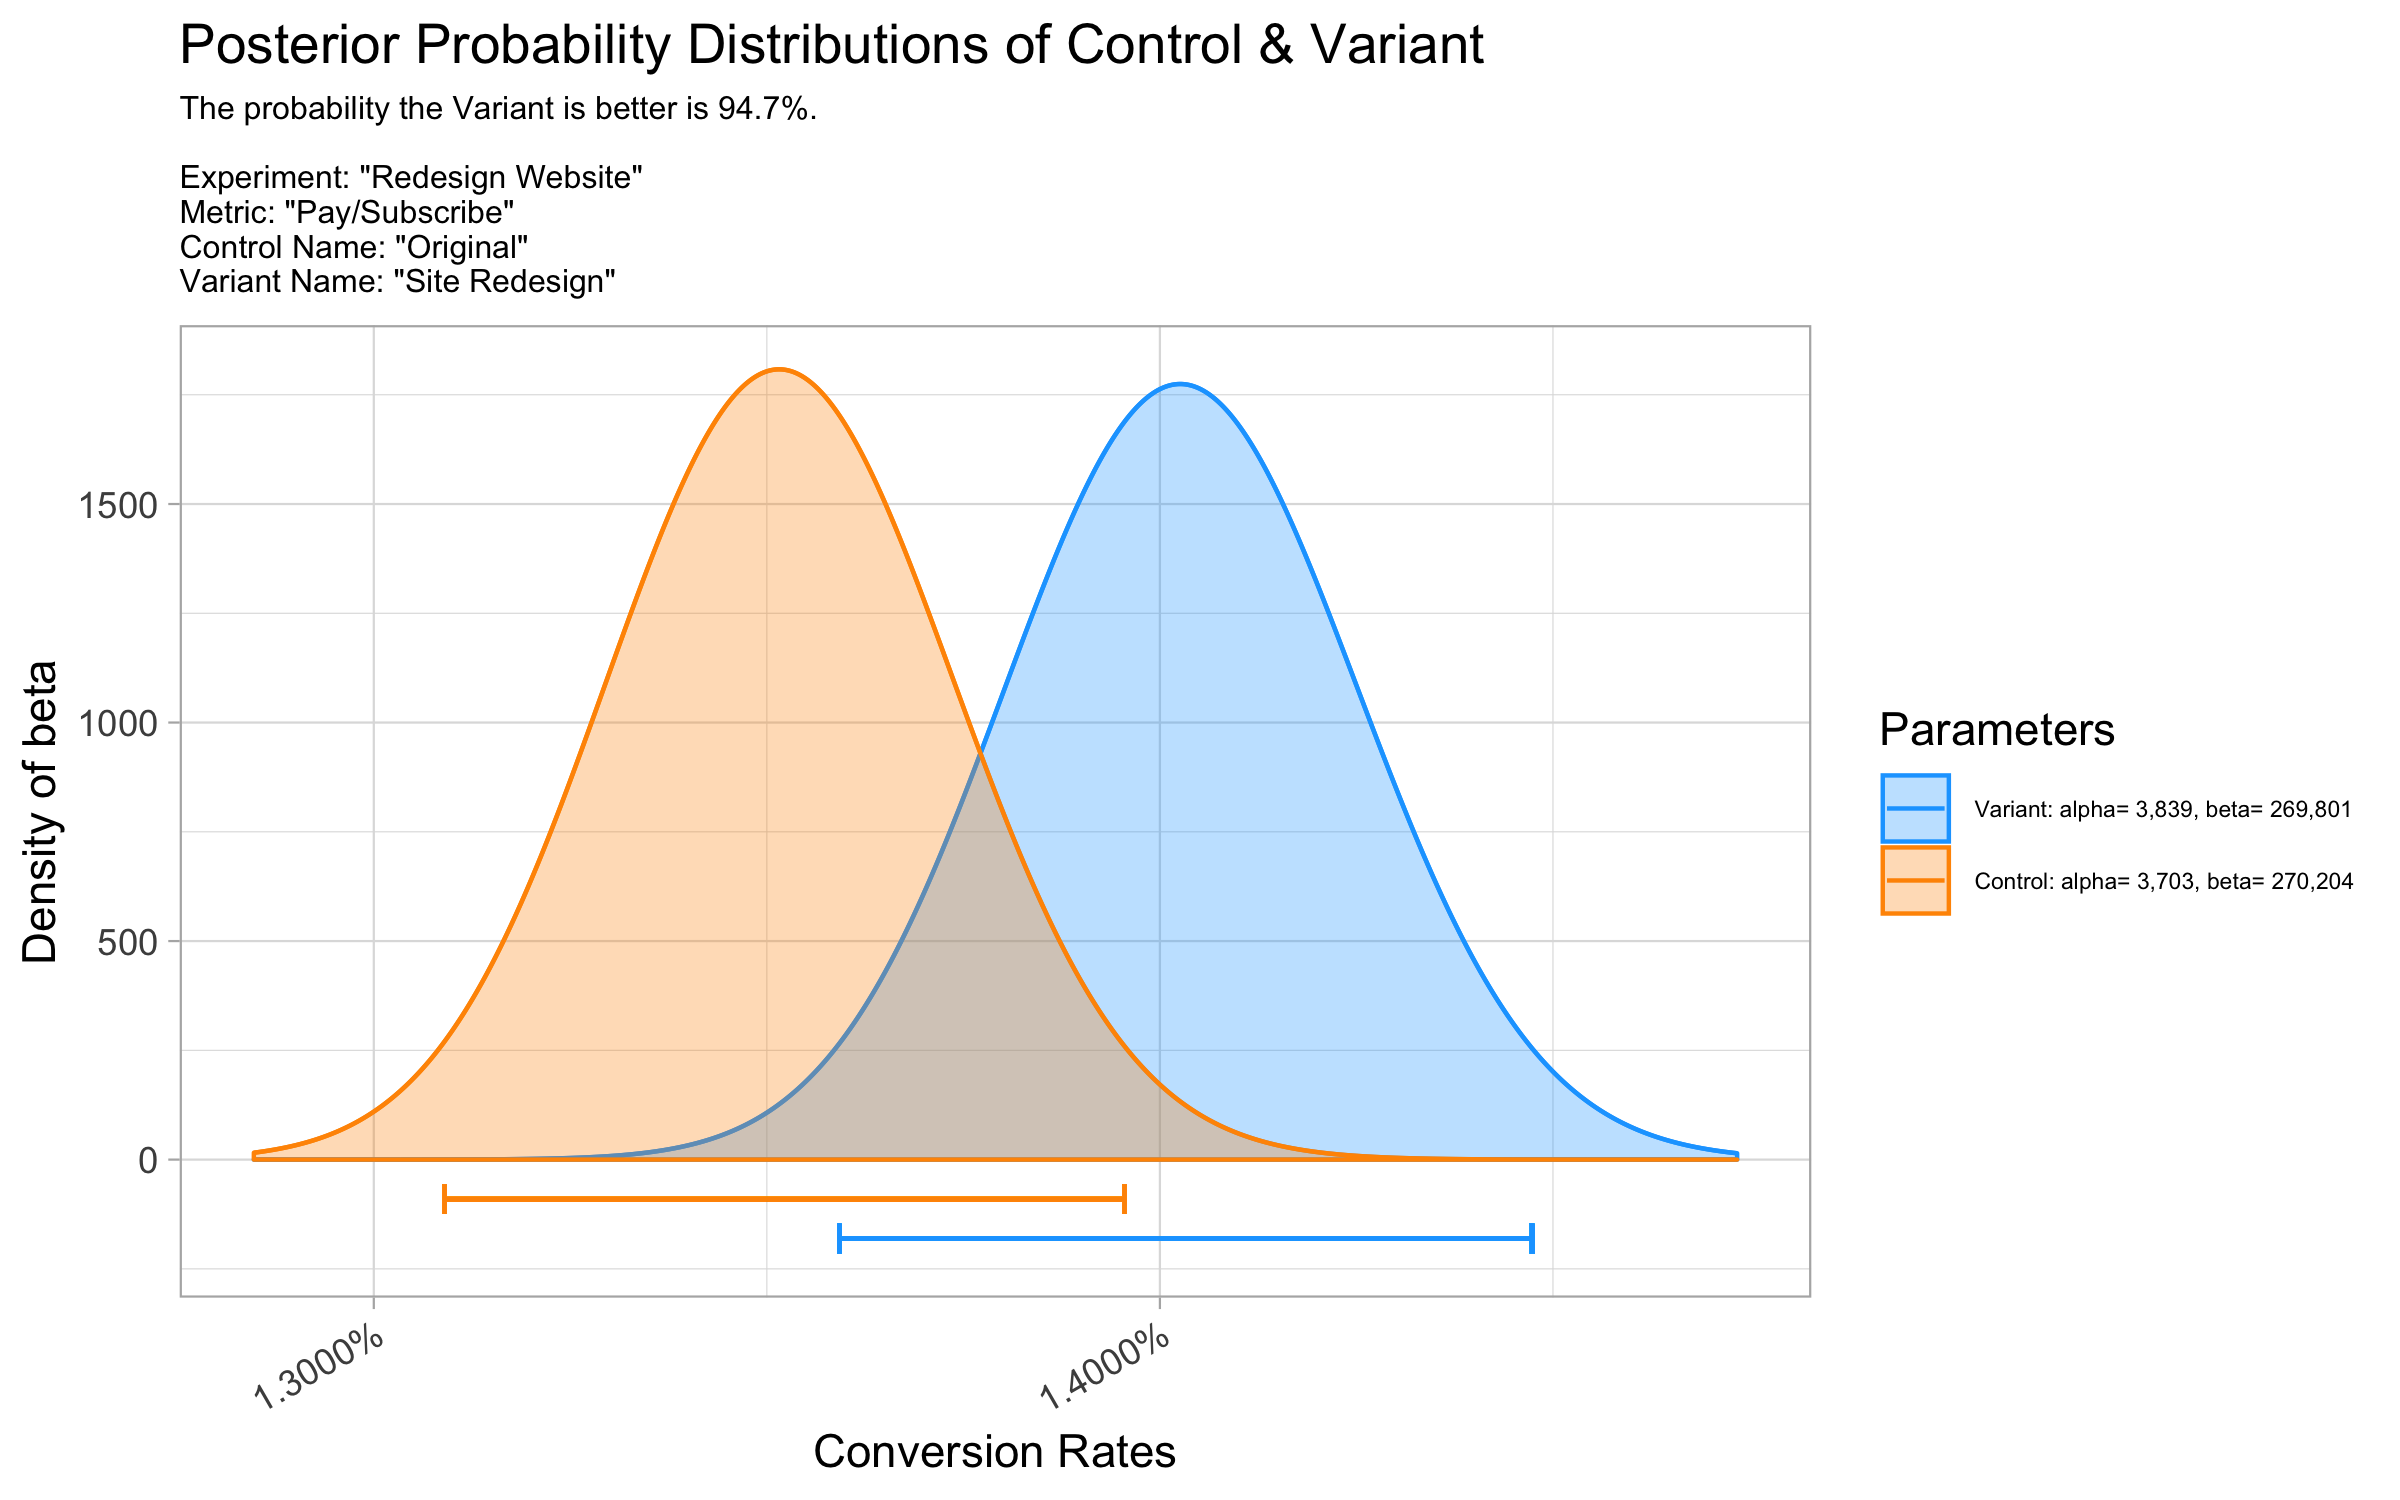 Posterior Probability Distributions of Control & Variant
The probability the Variant is better is 94.7%.
Experiment: "Redesign Website"
Metric: "Pay/Subscribe"
Control Name: "Original"
Variant Name: "Site Redesign"
Density of beta
1500
1000
500
0
1.3000%
1.4000%
Conversion Rates
Parameters
Variant: alpha= 3,839, beta= 269,801
Control: alpha= 3,703, beta= 270,204